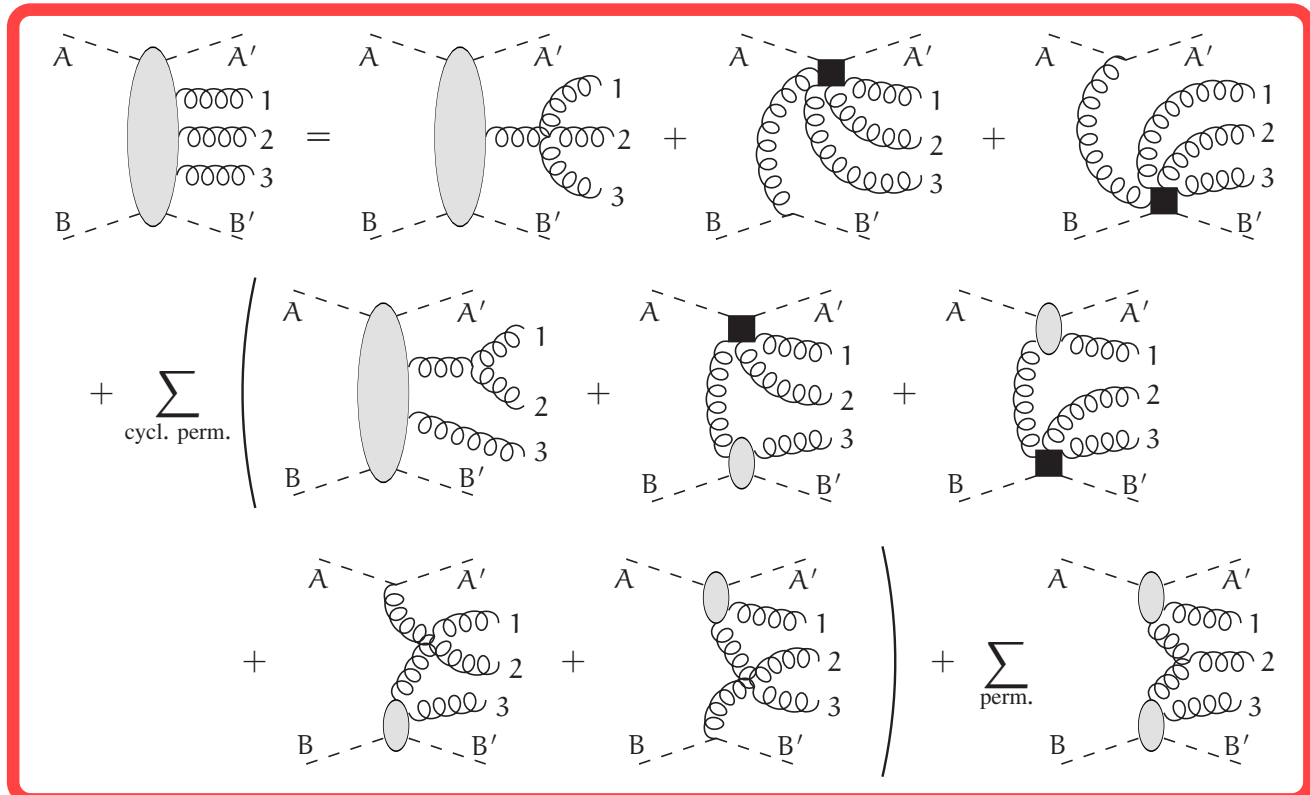 A A′ A A′ A A′ A A′
1 1 1 1
= 2 2 + 2 + 2
3 3 3 3
B B′ B B′ B B′ B B′
A A′ A A′ A A′
1 1 1
+ ∑ ( 2 + 2 + 2
cycl. perm.
3 3 3
B B′ B B′ B B′
A A′ A A′ A A′
1 1 1
+ 2 + 2 ) + ∑ 2
perm.
3 3 3
B B′ B B′ B B′